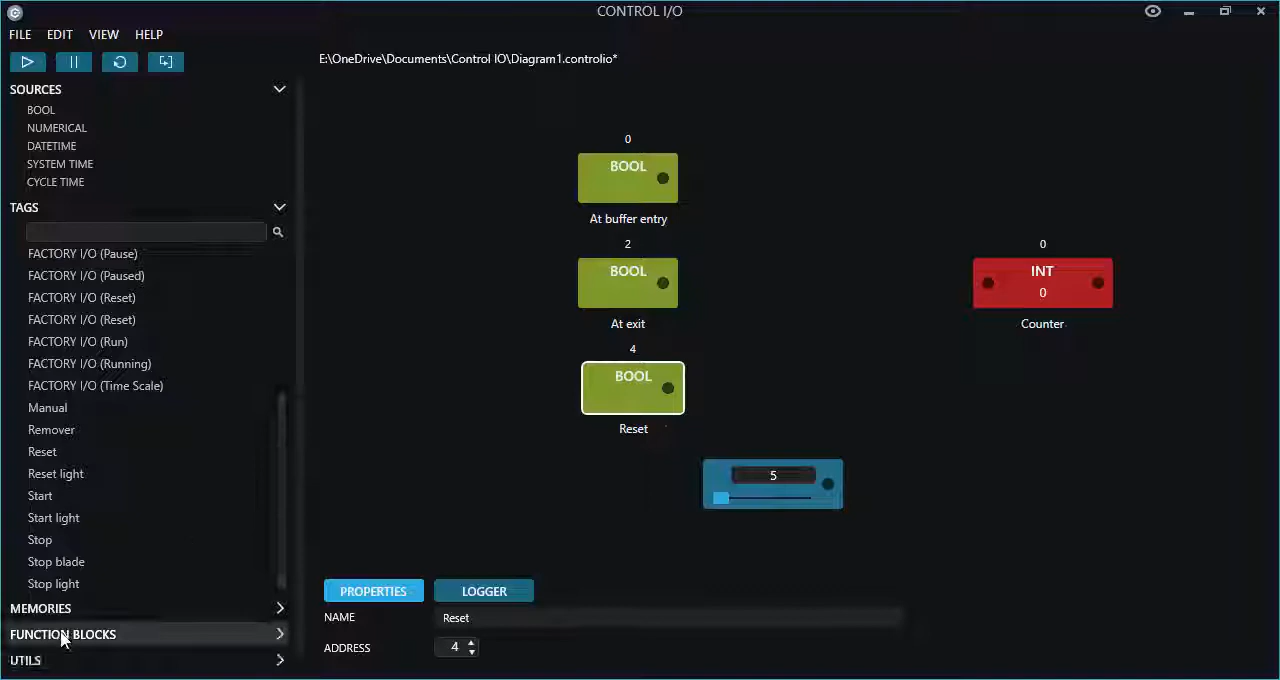 CONTROL I/O
FILE EDIT VIEW HELP
E:\OneDrive\Documents\Control IO\Diagram1.controlio*
SOURCES
BOOL
NUMERICAL
DATETIME
SYSTEM TIME
CYCLE TIME
TAGS
FACTORY I/O (Pause)
FACTORY I/O (Paused)
FACTORY I/O (Reset)
FACTORY I/O (Reset)
FACTORY I/O (Run)
FACTORY I/O (Running)
FACTORY I/O (Time Scale)
Manual
Remover
Reset
Reset light
Start
Start light
Stop
Stop blade
Stop light
MEMORIES
FUNCTION BLOCKS
UTILS
0
BOOL
At buffer entry
2
BOOL
At exit
4
BOOL
Reset
5
0
INT
0
Counter
PROPERTIES LOGGER
NAME Reset
ADDRESS 4